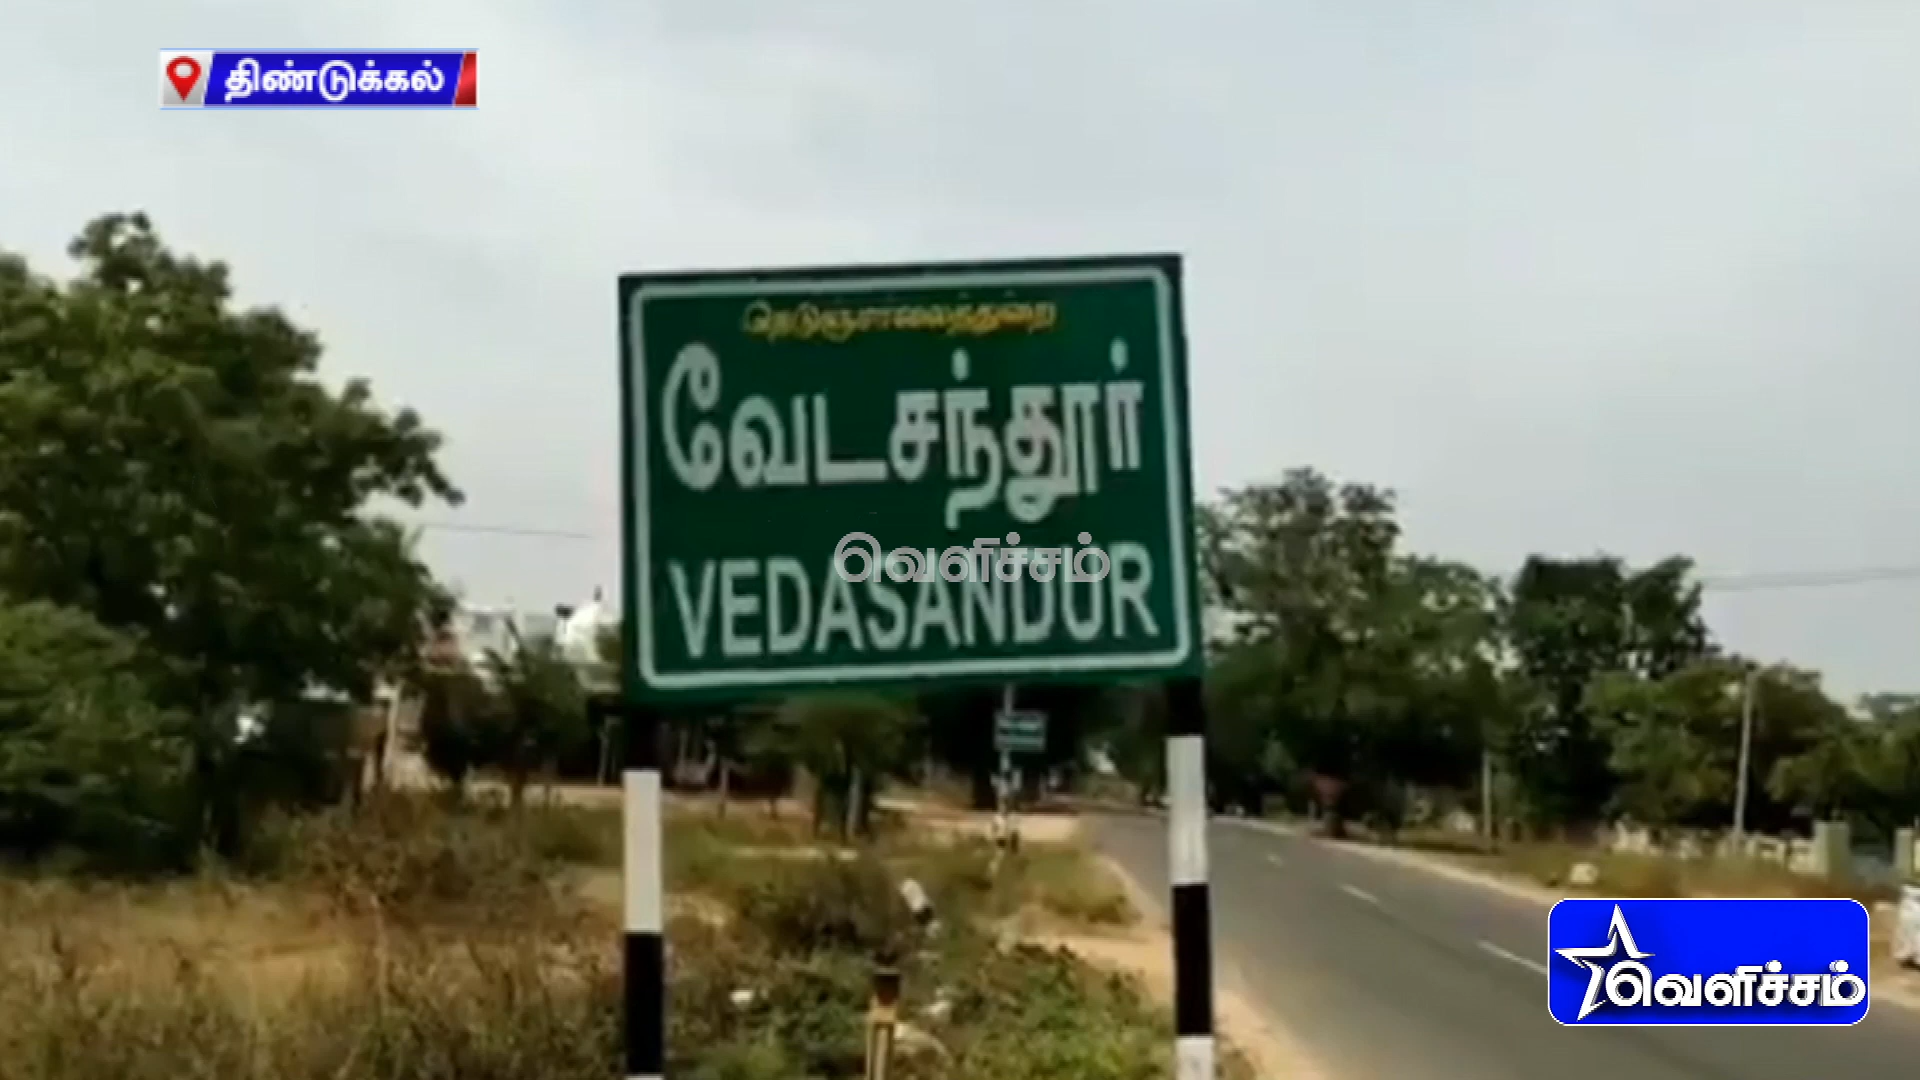 திண்டுக்கல்
நெடுஞ்சாலைத்துறை
வேடசந்தூர்
வெளிச்சம்
VEDASANDUR
வெளிச்சம்